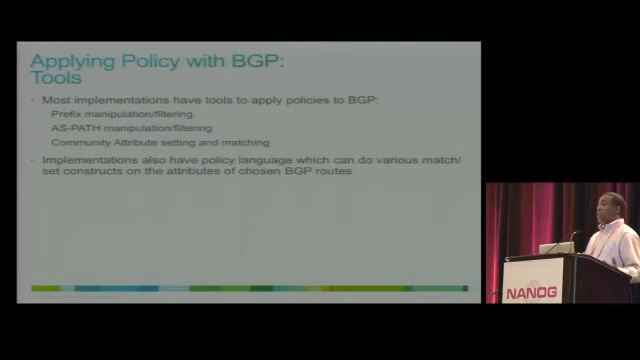 Applying Policy with BGP:
Tools
Most implementations have tools to apply policies to BGP:
Prefix manipulation/filtering
AS-PATH manipulation/filtering
Community Attribute setting and matching
Implementations also have policy language which can do various match/
set constructs on the attributes of chosen BGP routes
NANOG